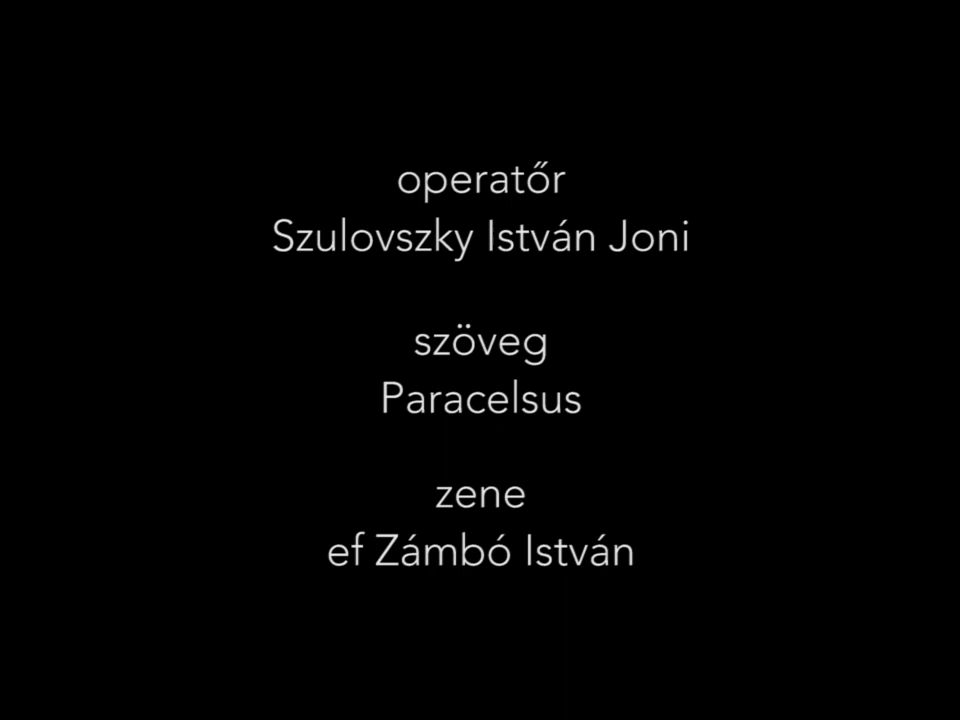 operatőr
Szulovszky István Joni
szöveg
Paracelsus
zene
ef Zámbó István